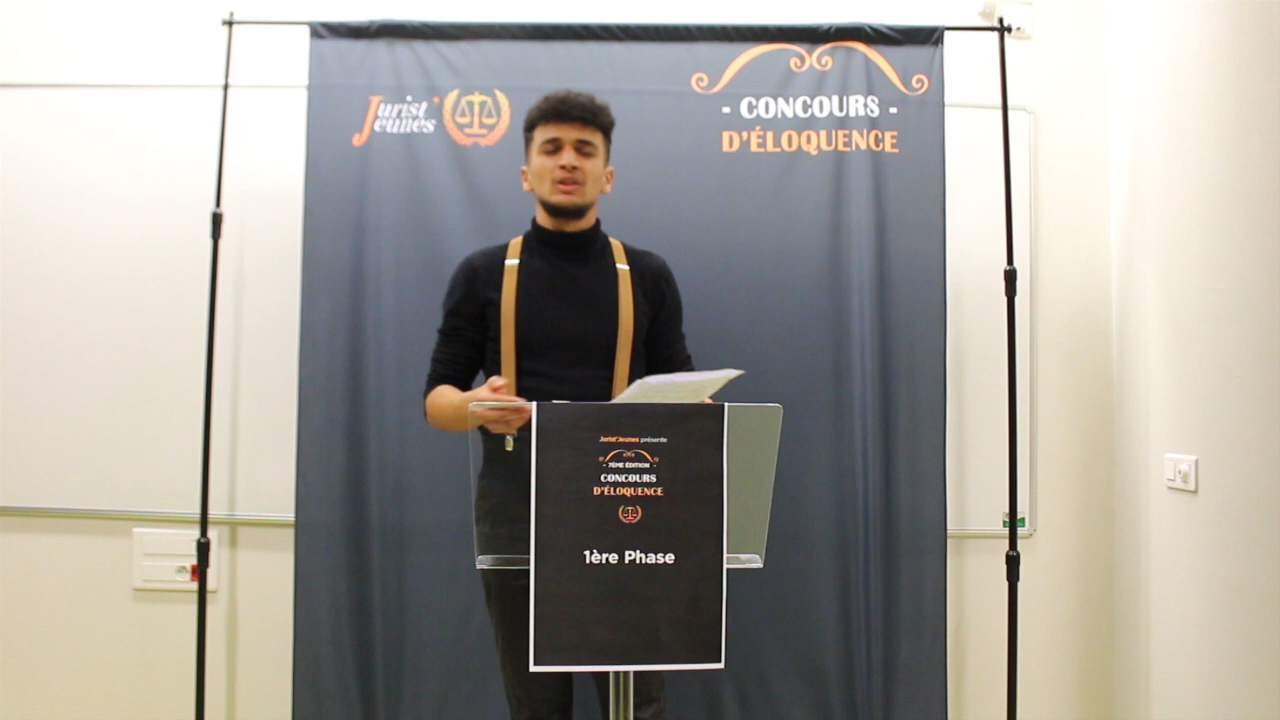 Jurist'
Jeunes
- CONCOURS -
D'ÉLOQUENCE
Jurist'Jeunes présente
- 7ÈME ÉDITION -
CONCOURS
D'ÉLOQUENCE
1ère Phase